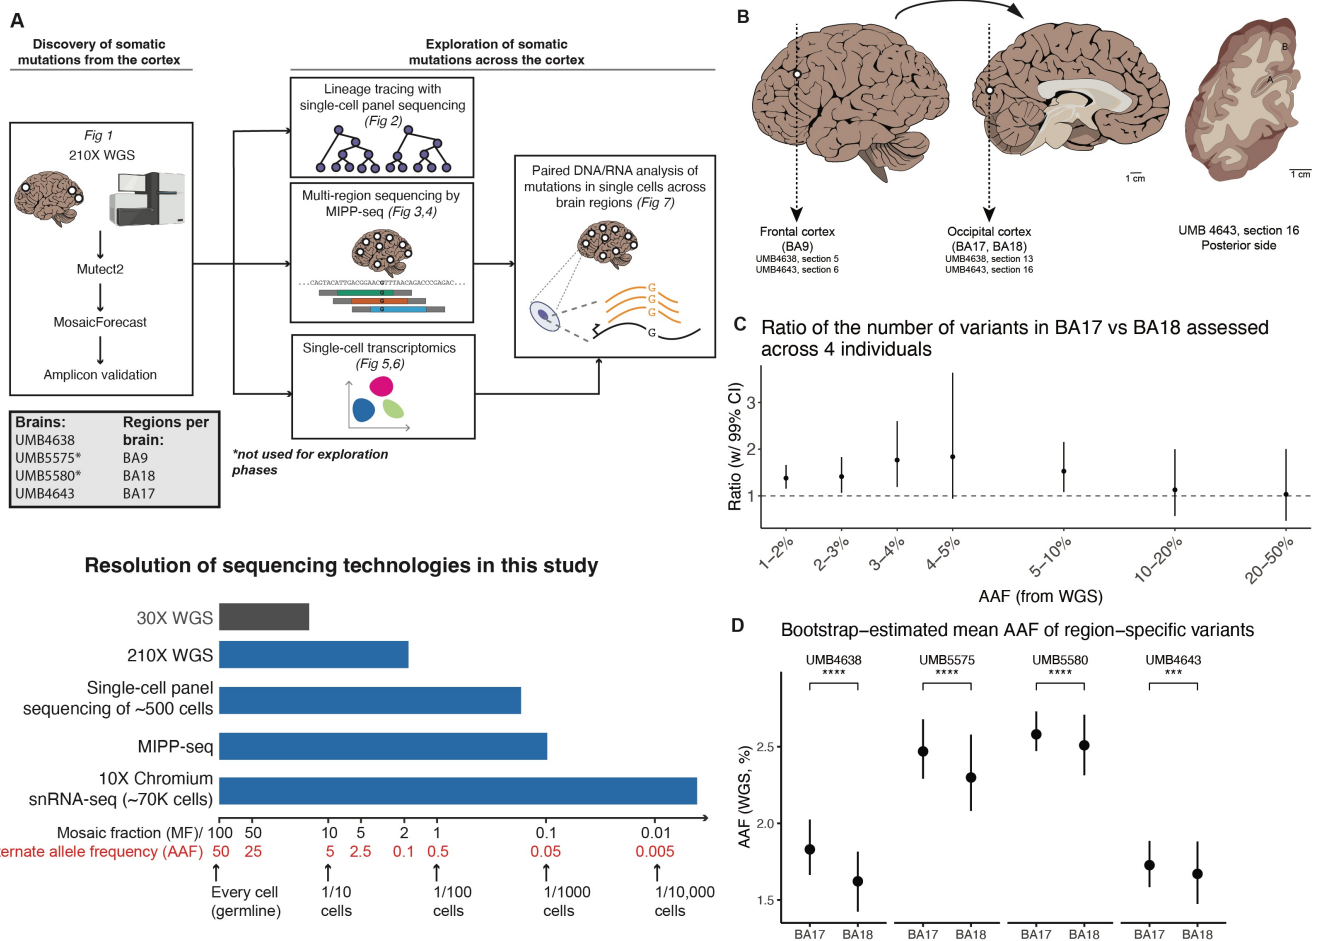 A
Discovery of somatic
mutations from the cortex
Exploration of somatic
mutations across the cortex
Fig 1
210X WGS
Mutect2
MosaicForecast
Amplicon validation
Lineage tracing with
single-cell panel sequencing
(Fig 2)
Multi-region sequencing by
MIPP-seq (Fig 3,4)
...CAGTACATTGACGGAACGTTTAACAGACCCGAGAC...
G
G
G
Single-cell transcriptomics
(Fig 5,6)
Paired DNA/RNA analysis of
mutations in single cells across
brain regions (Fig 7)
G
G
G
G
Brains:
UMB4638
UMB5575*
UMB5580*
UMB4643
Regions per
brain:
BA9
BA18
BA17
*not used for exploration
phases
Resolution of sequencing technologies in this study
30X WGS
210X WGS
Single-cell panel
sequencing of ~500 cells
MIPP-seq
10X Chromium
snRNA-seq (~70K cells)
Mosaic fraction (MF)/ 100 50 10 5 2 1 0.1 0.01
ternate allele frequency (AAF) 50 25 5 2.5 0.1 0.5 0.05 0.005
Every cell
(germline)
1/10
cells
1/100
cells
1/1000
cells
1/10,000
cells
B
Frontal cortex
(BA9)
UMB4638, section 5
UMB4643, section 6
Occipital cortex
(BA17, BA18)
UMB4638, section 13
UMB4643, section 16
1 cm
B
A
1 cm
UMB 4643, section 16
Posterior side
C
Ratio of the number of variants in BA17 vs BA18 assessed
across 4 individuals
Ratio (w/ 99% CI)
3
2
1
1–2%
2–3%
3–4%
4–5%
5–10%
10–20%
20–50%
AAF (from WGS)
D
Bootstrap–estimated mean AAF of region–specific variants
UMB4638
****
UMB5575
****
UMB5580
****
UMB4643
***
AAF (WGS, %)
2.5
2.0
1.5
BA17 BA18 BA17 BA18 BA17 BA18 BA17 BA18